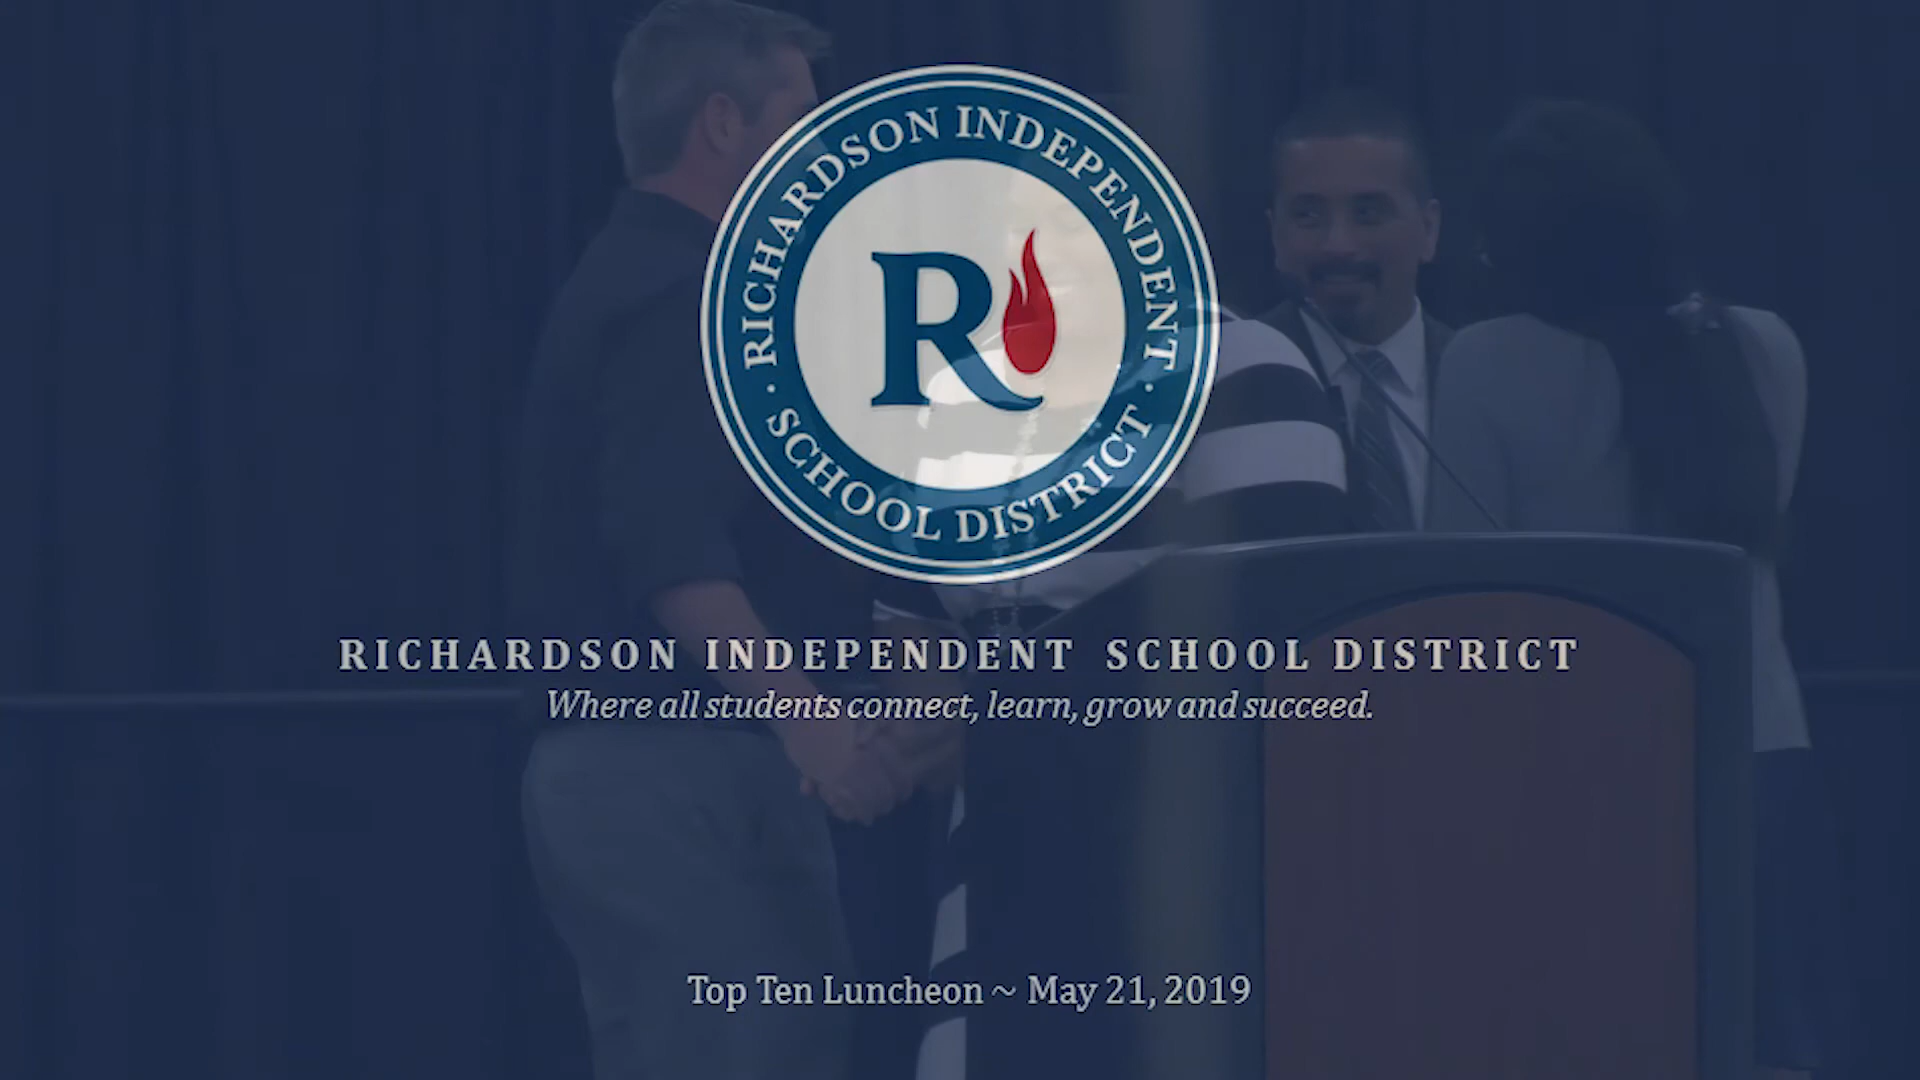 RICHARDSON INDEPENDENT
· SCHOOL DISTRICT ·
R
RICHARDSON INDEPENDENT SCHOOL DISTRICT
Where all students connect, learn, grow and succeed.
Top Ten Luncheon ~ May 21, 2019